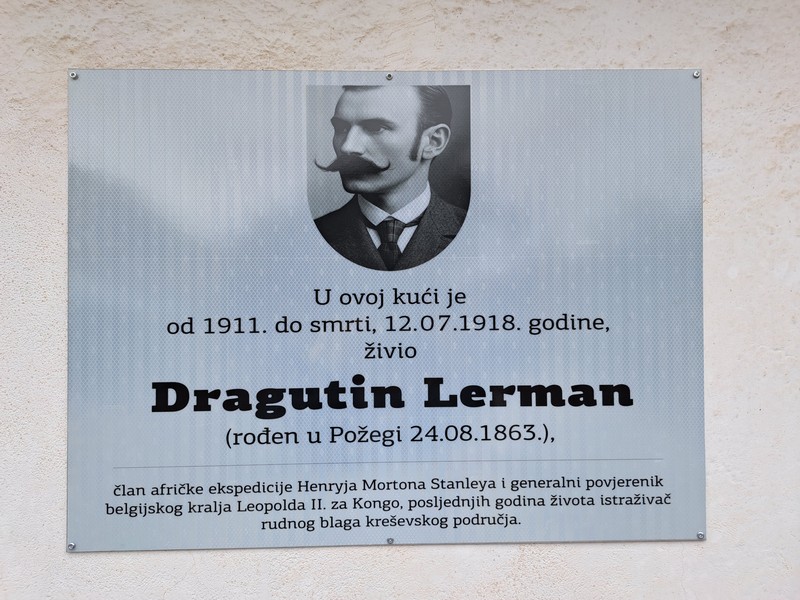 U ovoj kući je
od 1911. do smrti, 12.07.1918. godine,
živio
Dragutin Lerman
(rođen u Požegi 24.08.1863.),
član afričke ekspedicije Henryja Mortona Stanleya i generalni povjerenik
belgijskog kralja Leopolda II. za Kongo, posljednjih godina života istraživač
rudnog blaga kreševskog područja.